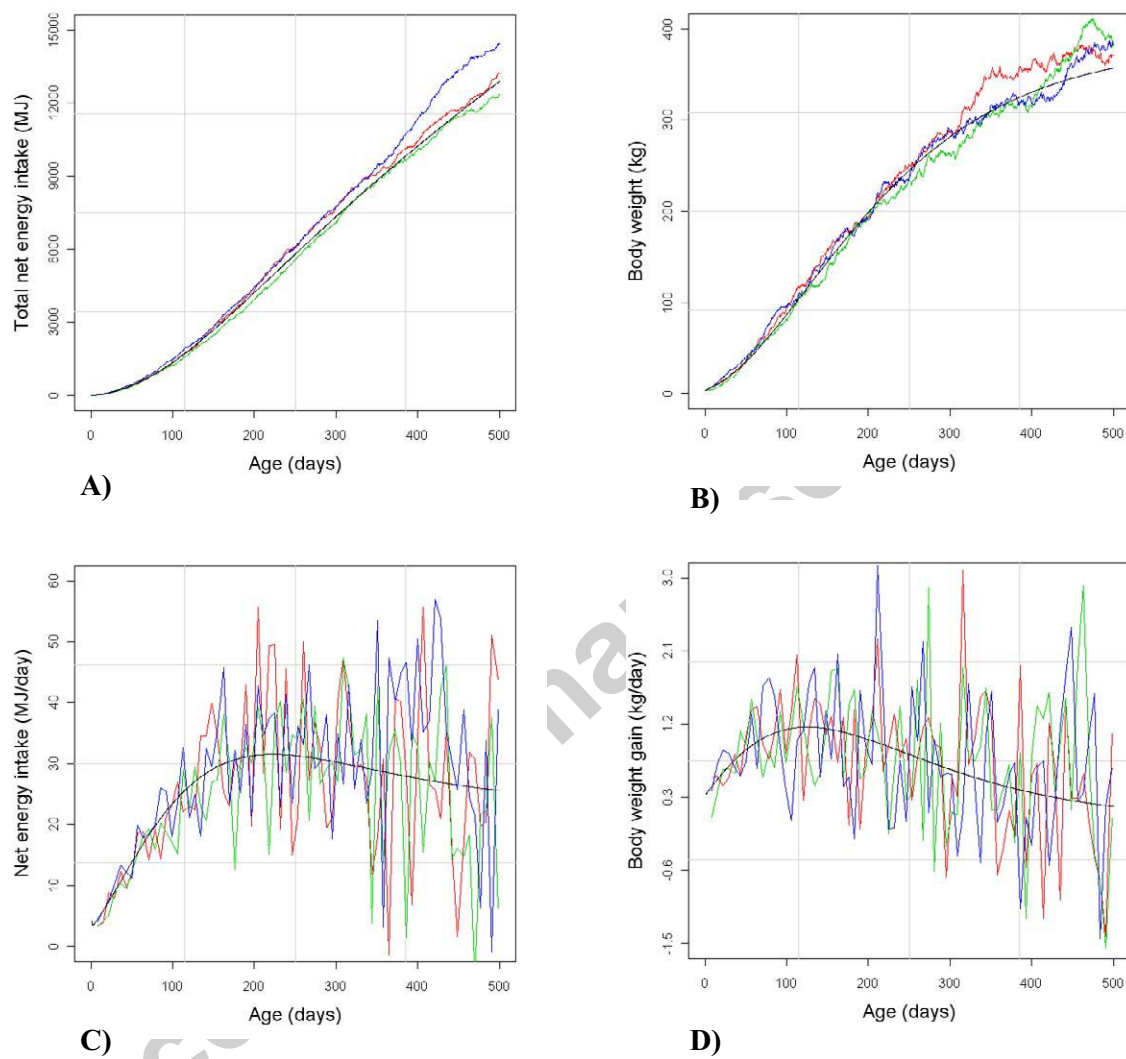 15000
12000
9000
6000
3000
0
Total net energy intake (MJ)
0 100 200 300 400 500
Age (days)
A)
400
300
200
100
0
Body weight (kg)
0 100 200 300 400 500
Age (days)
B)
60
50
40
30
20
10
0
Net energy intake (MJ/day)
0 100 200 300 400 500
Age (days)
C)
3.0
2.1
1.2
0.3
-0.6
-1.5
Body weight gain (kg/day)
0 100 200 300 400 500
Age (days)
D)